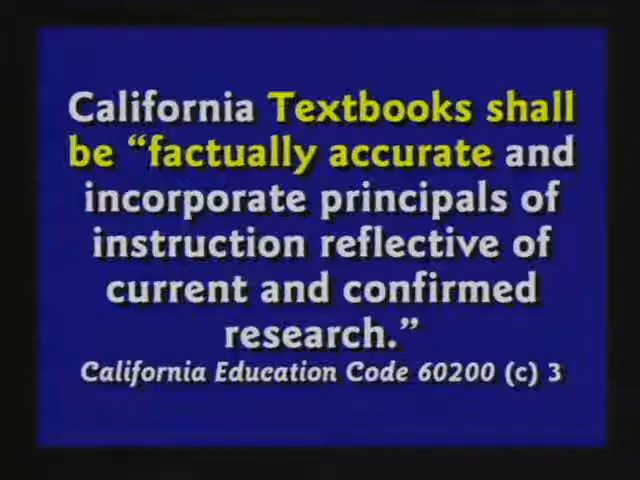 California Textbooks shall
be “factually accurate and
incorporate principals of
instruction reflective of
current and confirmed
research.”
California Education Code 60200 (c) 3